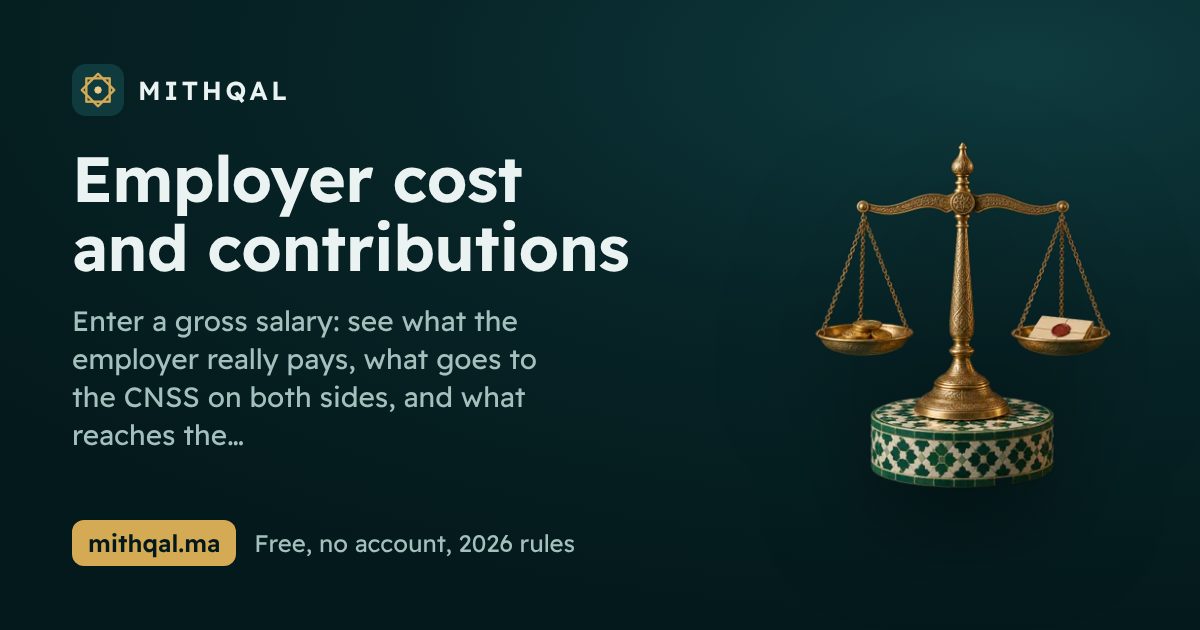 MITHQAL
Employer cost
and contributions
Enter a gross salary: see what the
employer really pays, what goes to
the CNSS on both sides, and what
reaches the…
mithqal.ma
Free, no account, 2026 rules